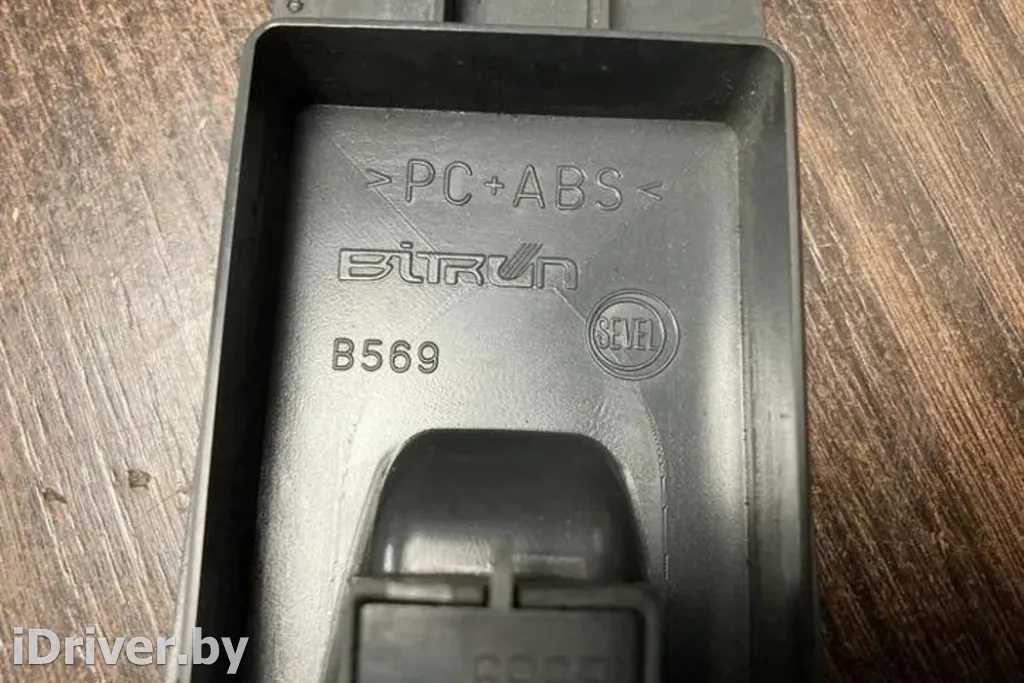 >PC+ABS<
BITRON
SEVEL
B569
iDriver.by